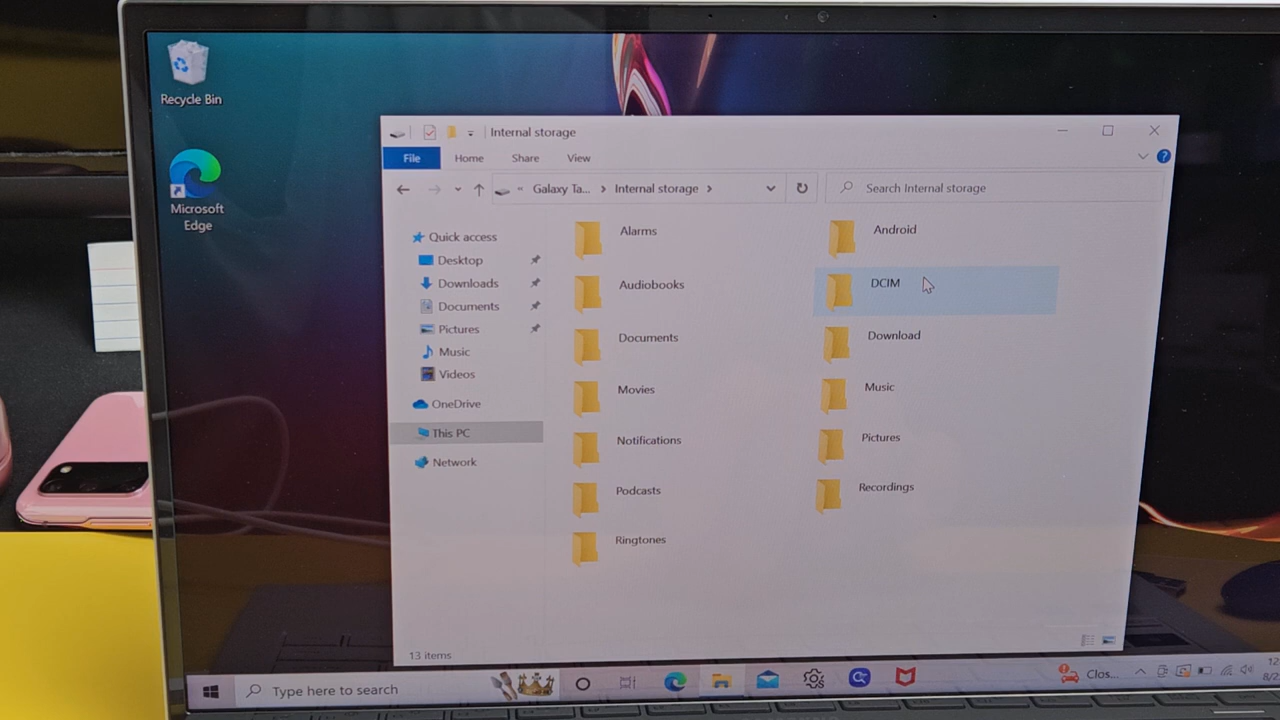 Recycle Bin
Microsoft
Edge
Internal storage
File Home Share View
Galaxy Ta... Internal storage
Search Internal storage
Quick access
Desktop
Downloads
Documents
Pictures
Music
Videos
OneDrive
This PC
Network
Alarms
Android
Audiobooks
DCIM
Documents
Download
Movies
Music
Notifications
Pictures
Podcasts
Recordings
Ringtones
13 items
Type here to search
Clos...